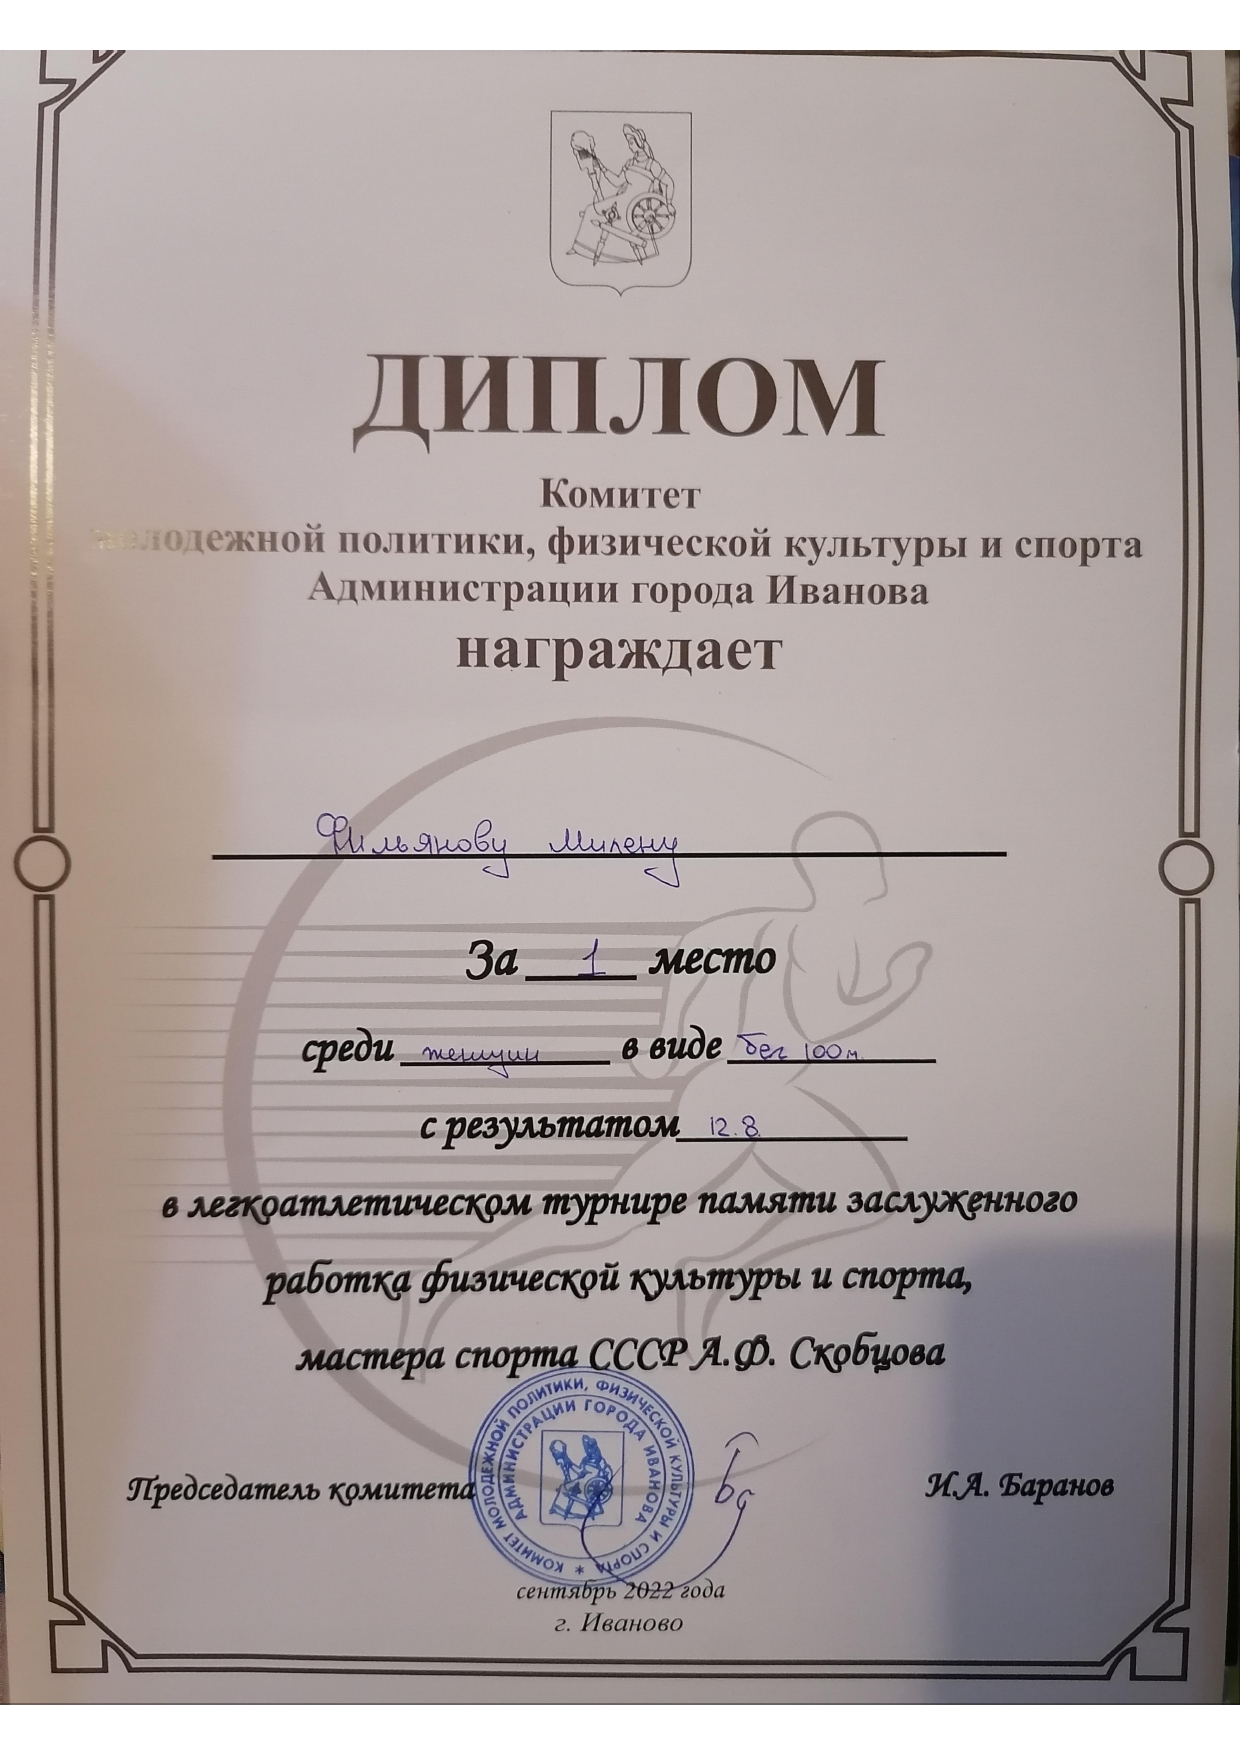 ДИПЛОМ
Комитет
молодежной политики, физической культуры и спорта
Администрации города Иванова
награждает
Фильянову Милену
За 1 место
среди женщин в виде бег 100м.
с результатом 12.8
в легкоатлетическом турнире памяти заслуженного
работка физической культуры и спорта,
мастера спорта СССР А.Ф. Скобцова
Председатель комитета И.А. Баранов
КОМИТЕТ МОЛОДЕЖНОЙ ПОЛИТИКИ, ФИЗИЧЕСКОЙ КУЛЬТУРЫ И СПОРТА *
АДМИНИСТРАЦИИ ГОРОДА ИВАНОВА
сентябрь 2022 года
г. Иваново